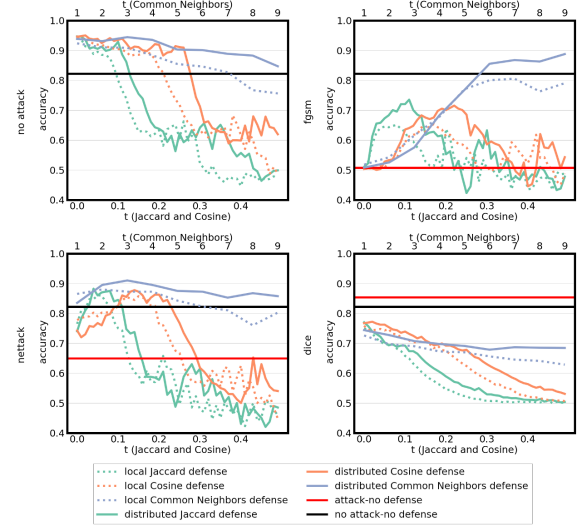 t (Common Neighbors)
1 2 3 4 5 6 7 8 9
1.0
0.9
0.8
0.7
0.6
0.5
0.4
no attack
accuracy
0.0 0.1 0.2 0.3 0.4
t (Jaccard and Cosine)
t (Common Neighbors)
1 2 3 4 5 6 7 8 9
1.0
0.9
0.8
0.7
0.6
0.5
0.4
fgsm
accuracy
0.0 0.1 0.2 0.3 0.4
t (Jaccard and Cosine)
t (Common Neighbors)
1 2 3 4 5 6 7 8 9
1.0
0.9
0.8
0.7
0.6
0.5
0.4
nettack
accuracy
0.0 0.1 0.2 0.3 0.4
t (Jaccard and Cosine)
t (Common Neighbors)
1 2 3 4 5 6 7 8 9
1.0
0.9
0.8
0.7
0.6
0.5
0.4
dice
accuracy
0.0 0.1 0.2 0.3 0.4
t (Jaccard and Cosine)
local Jaccard defense
local Cosine defense
local Common Neighbors defense
distributed Jaccard defense
distributed Cosine defense
distributed Common Neighbors defense
attack-no defense
no attack-no defense